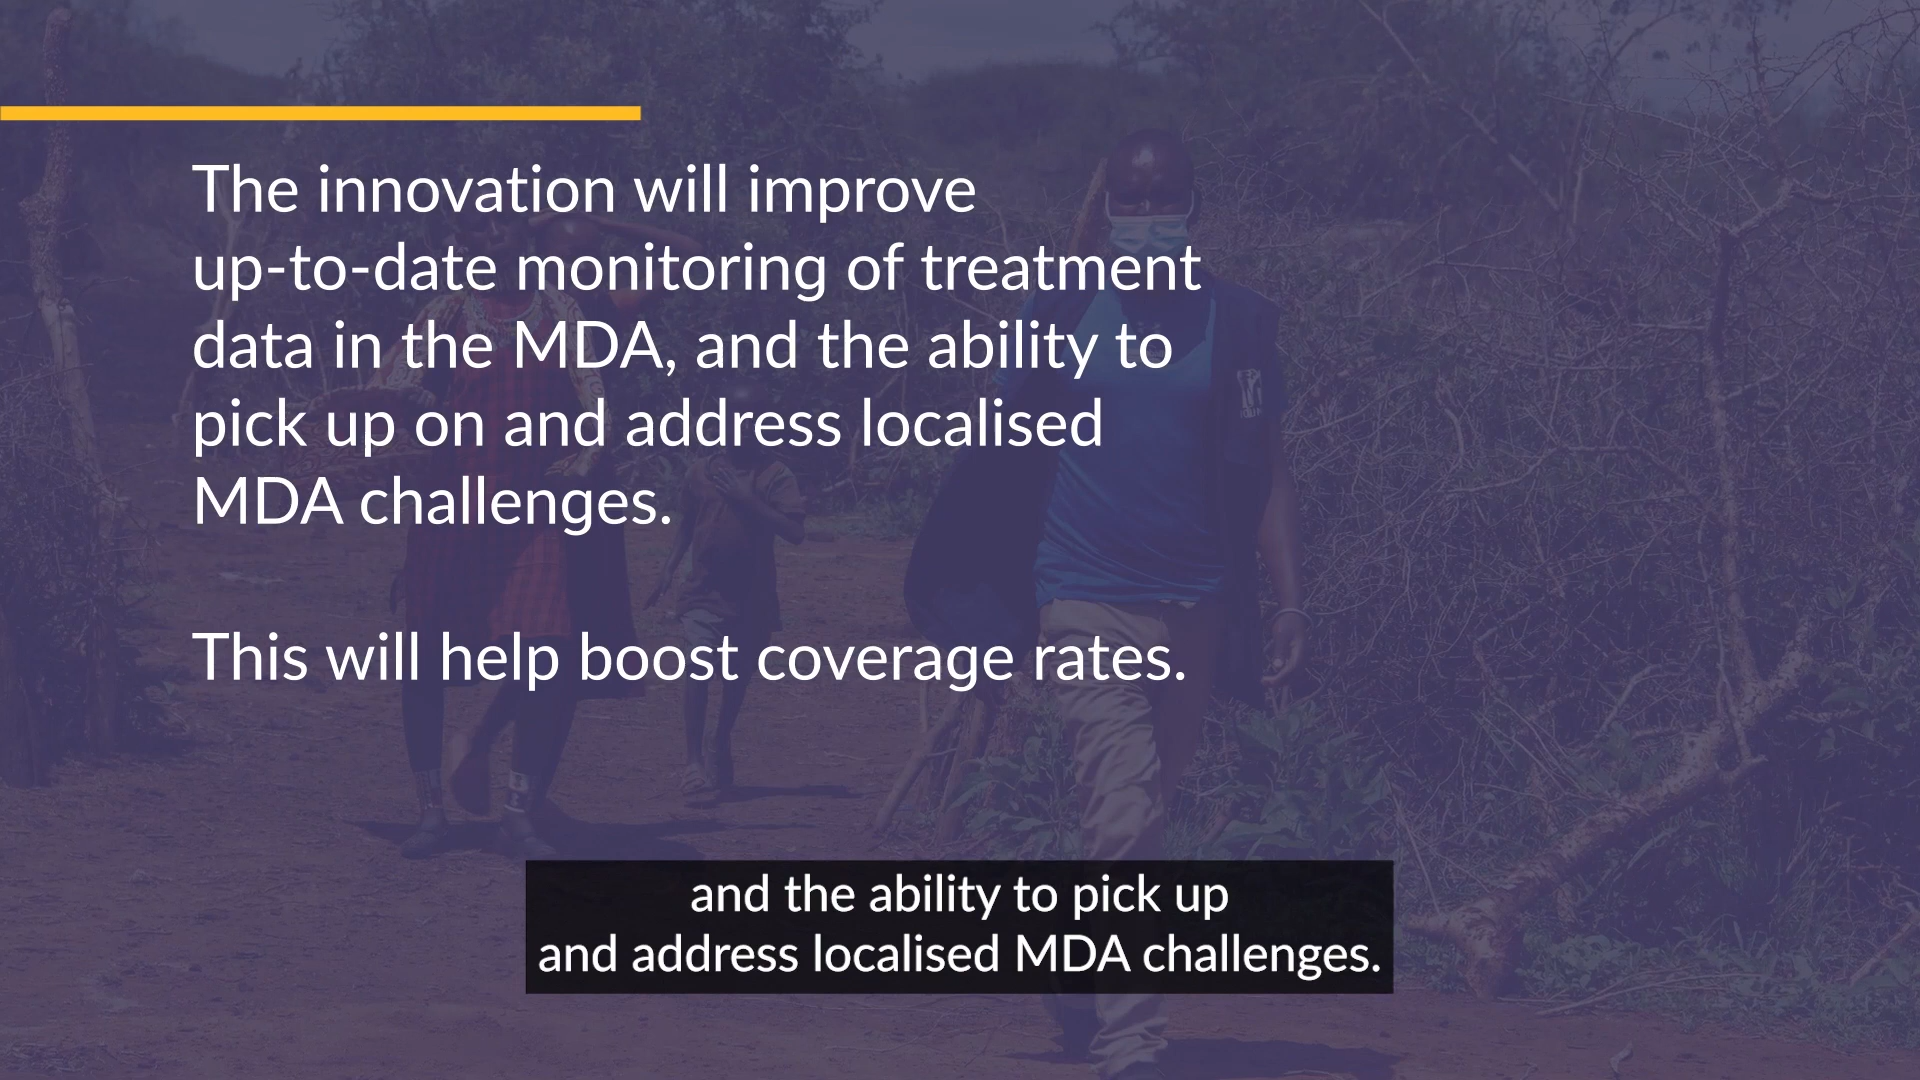 The innovation will improve
up-to-date monitoring of treatment
data in the MDA, and the ability to
pick up on and address localised
MDA challenges.
This will help boost coverage rates.
and the ability to pick up
and address localised MDA challenges.